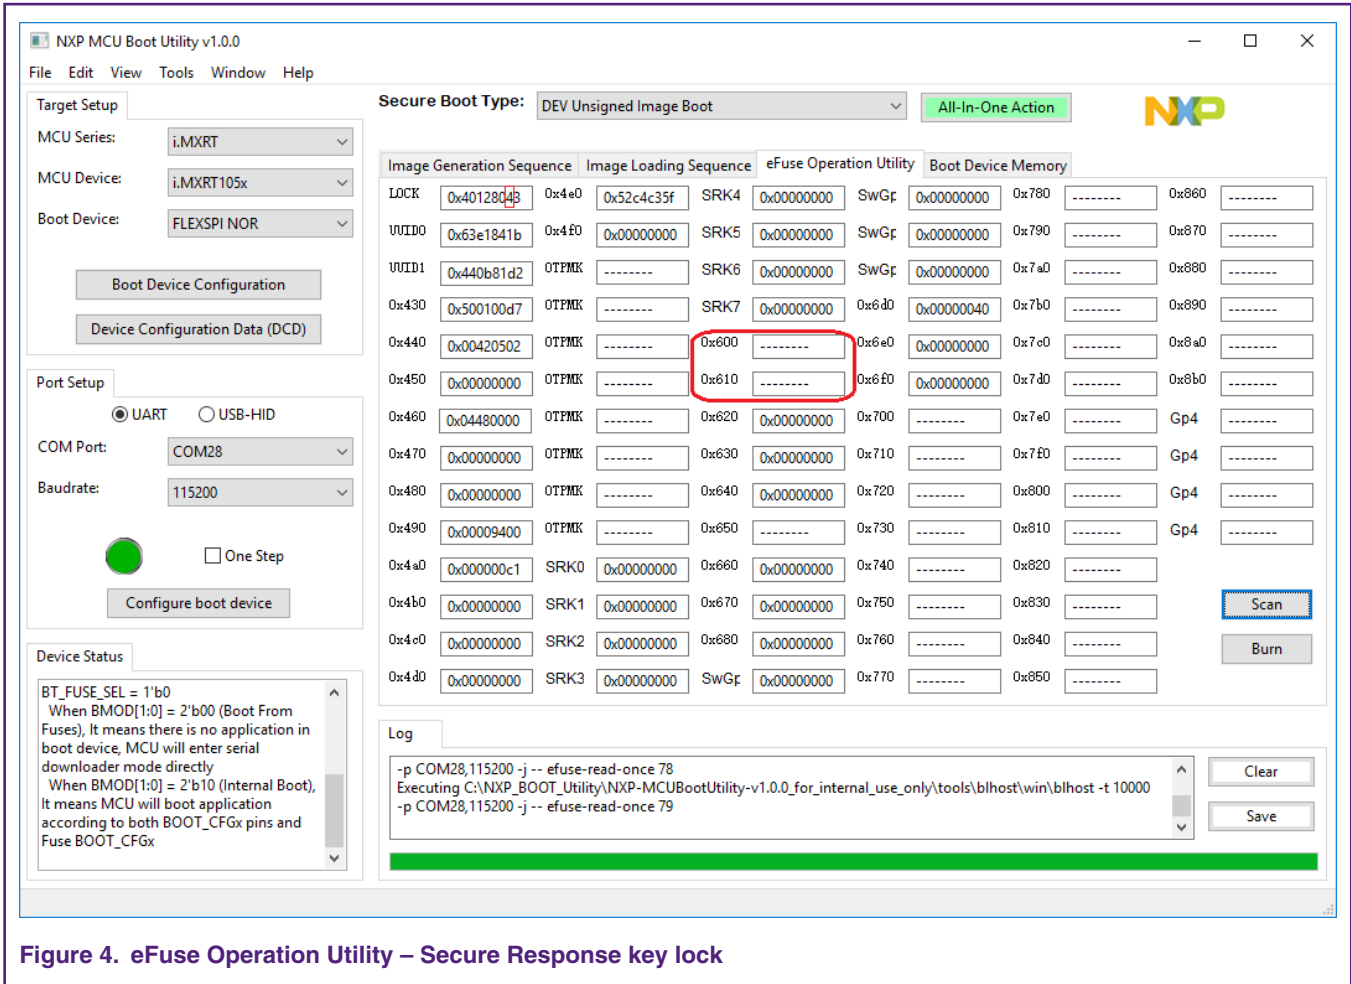 NXP MCU Boot Utility v1.0.0
File Edit View Tools Window Help
Target Setup
MCU Series: i.MXRT
MCU Device: i.MXRT105x
Boot Device: FLEXSPI NOR
Boot Device Configuration
Device Configuration Data (DCD)
Port Setup
UART USB-HID
COM Port: COM28
Baudrate: 115200
One Step
Configure boot device
Device Status
BT_FUSE_SEL = 1'b0
When BMOD[1:0] = 2'b00 (Boot From
Fuses), It means there is no application in
boot device, MCU will enter serial
downloader mode directly
When BMOD[1:0] = 2'b10 (Internal Boot),
It means MCU will boot application
according to both BOOT_CFGx pins and
Fuse BOOT_CFGx
Secure Boot Type: DEV Unsigned Image Boot All-In-One Action NXP
Image Generation Sequence Image Loading Sequence eFuse Operation Utility Boot Device Memory
LOCK 0x40128043 0x4e0 0x52c4c35f SRK4 0x00000000 SwGp 0x00000000 0x780 -------- 0x860 --------
UUID0 0x63e1841b 0x4f0 0x00000000 SRK5 0x00000000 SwGp 0x00000000 0x790 -------- 0x870 --------
UUID1 0x440b81d2 OTPMK -------- SRK6 0x00000000 SwGp 0x00000000 0x7a0 -------- 0x880 --------
0x430 0x500100d7 OTPMK -------- SRK7 0x00000000 0x6d0 0x00000040 0x7b0 -------- 0x890 --------
0x440 0x00420502 OTPMK -------- 0x600 -------- 0x6e0 0x00000000 0x7c0 -------- 0x8a0 --------
0x450 0x00000000 OTPMK -------- 0x610 -------- 0x6f0 0x00000000 0x7d0 -------- 0x8b0 --------
0x460 0x04480000 OTPMK -------- 0x620 0x00000000 0x700 -------- 0x7e0 -------- Gp4 --------
0x470 0x00000000 OTPMK -------- 0x630 0x00000000 0x710 -------- 0x7f0 -------- Gp4 --------
0x480 0x00000000 OTPMK -------- 0x640 0x00000000 0x720 -------- 0x800 -------- Gp4 --------
0x490 0x00009400 OTPMK -------- 0x650 -------- 0x730 -------- 0x810 -------- Gp4 --------
0x4a0 0x000000c1 SRK0 0x00000000 0x660 0x00000000 0x740 -------- 0x820 --------
0x4b0 0x00000000 SRK1 0x00000000 0x670 0x00000000 0x750 -------- 0x830 -------- Scan
0x4c0 0x00000000 SRK2 0x00000000 0x680 0x00000000 0x760 -------- 0x840 -------- Burn
0x4d0 0x00000000 SRK3 0x00000000 SwGp 0x00000000 0x770 -------- 0x850 --------
Log
-p COM28,115200 -j -- efuse-read-once 78
Executing C:\NXP_BOOT_Utility\NXP-MCUBootUtility-v1.0.0_for_internal_use_only\tools\blhost\win\blhost -t 10000
-p COM28,115200 -j -- efuse-read-once 79
Clear
Save
Figure 4. eFuse Operation Utility – Secure Response key lock